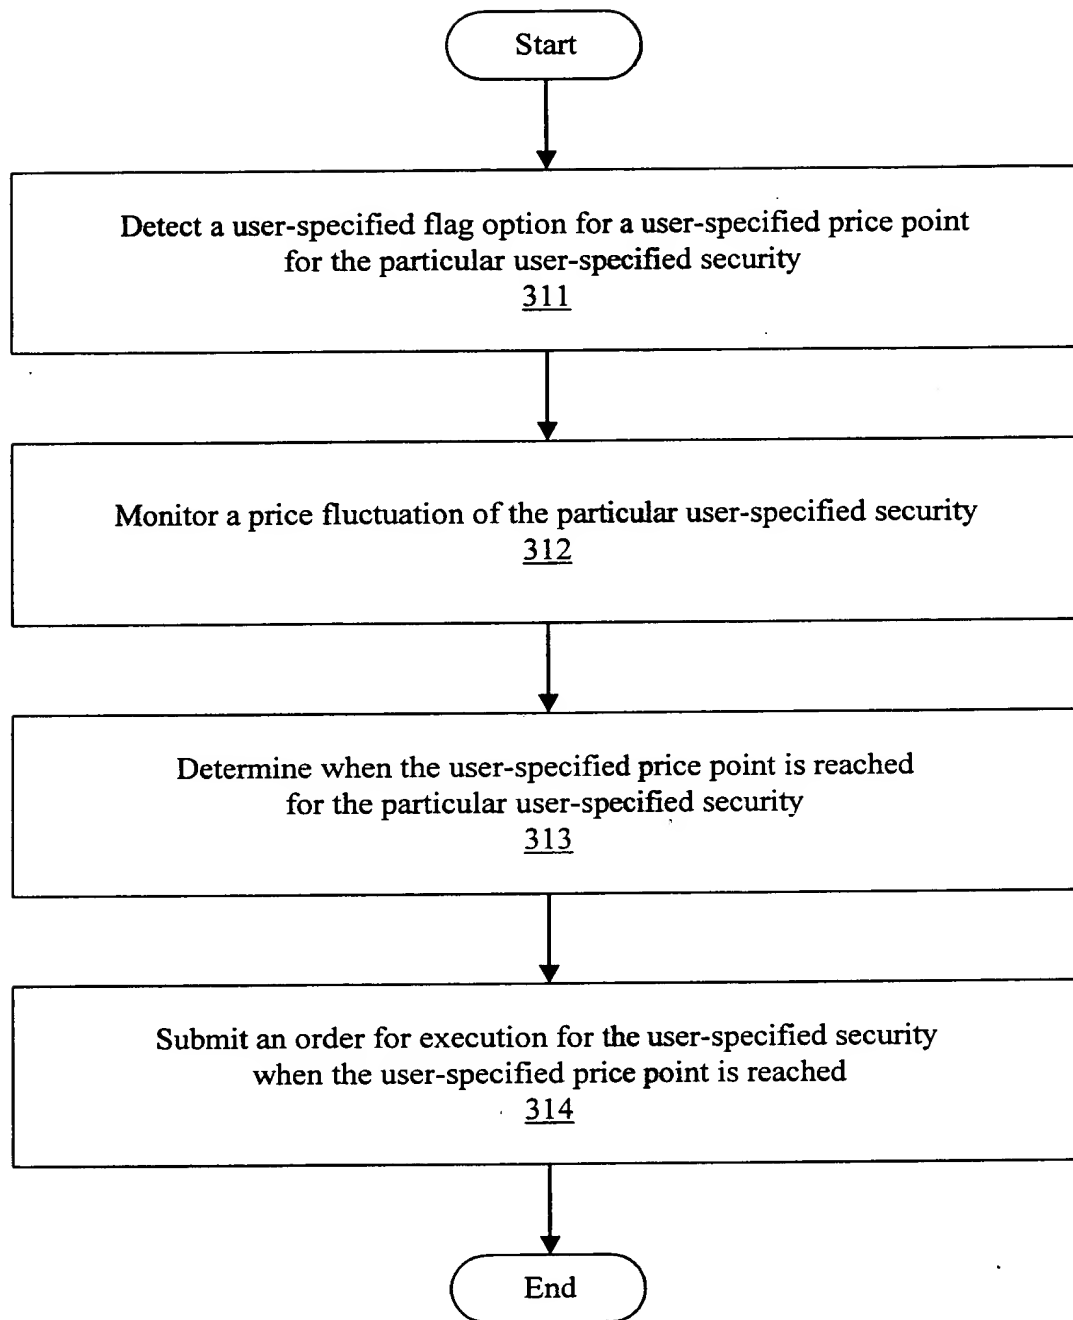 Start
Detect a user-specified flag option for a user-specified price point
for the particular user-specified security
311
Monitor a price fluctuation of the particular user-specified security
312
Determine when the user-specified price point is reached
for the particular user-specified security
313
Submit an order for execution for the user-specified security
when the user-specified price point is reached
314
End